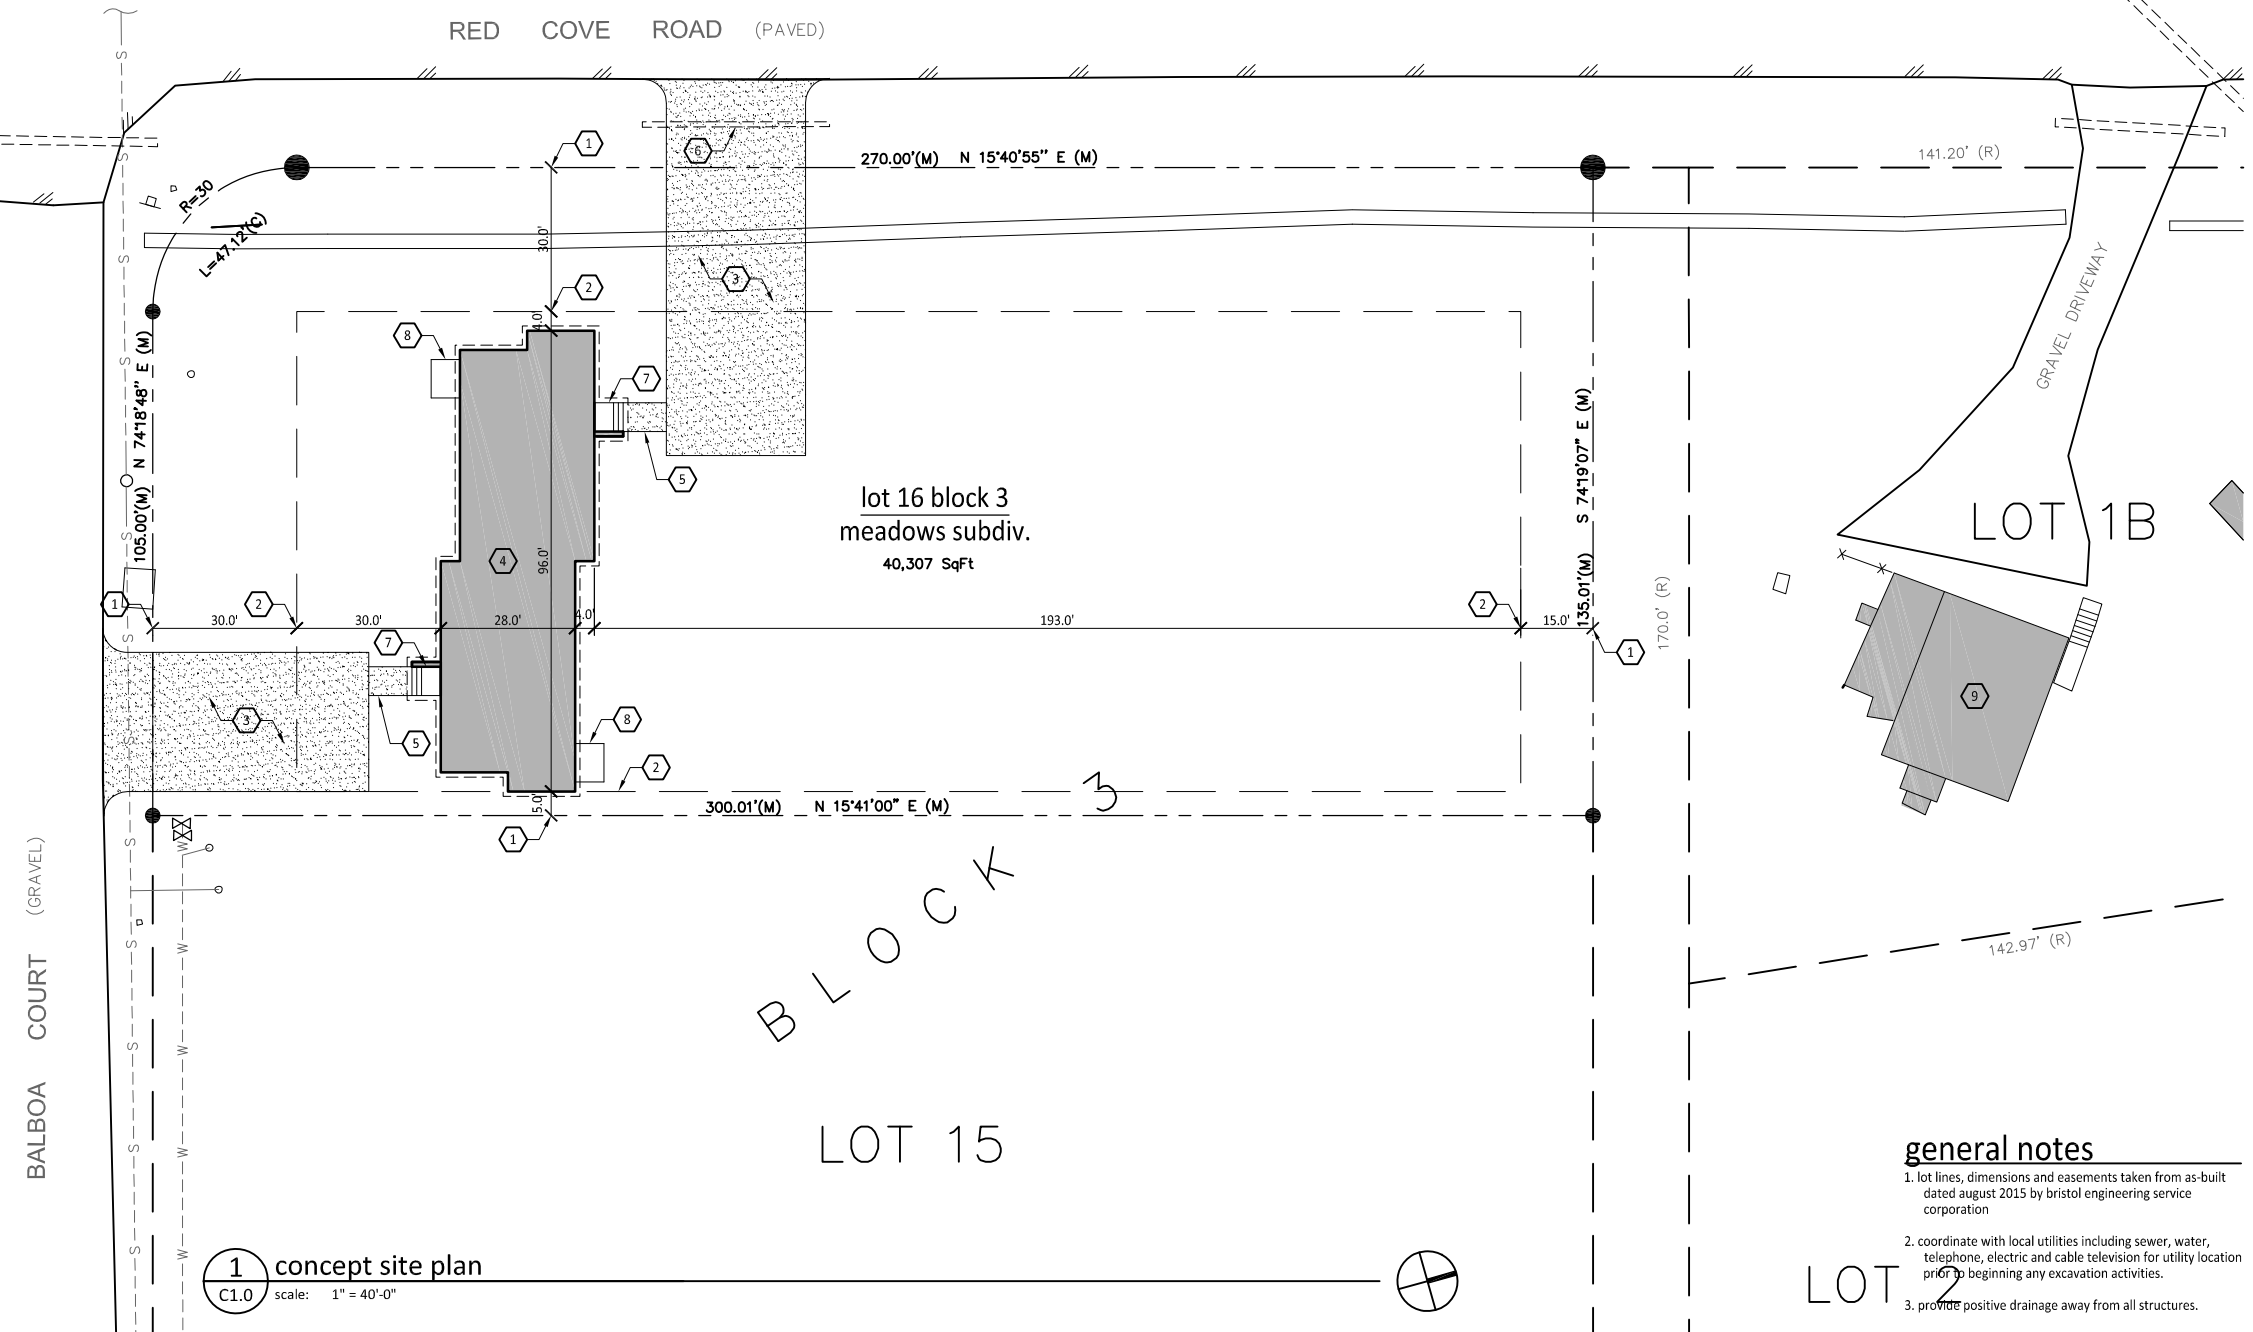 RED COVE ROAD (PAVED)
1
6
270.00'(M) N 15°40'55" E (M)
141.20' (R)
R=30
L=47.12'(C)
30.0'
3
2
4.0'
8
7
GRAVEL DRIVEWAY
105.00'(M) N 74°18'48" E (M)
135.01'(M) S 74°19'07" E (M)
5
lot 16 block 3
meadows subdiv.
40,307 SqFt
LOT 1B
4
96.0'
1
2
30.0'
30.0'
28.0'
4.0'
193.0'
2
15.0'
1
170.0' (R)
7
9
3
5
8
2
5.0'
300.01'(M) N 15°41'00" E (M)
1
S
S
S
S
S
S
S
S
S
S
S
W
W
W
W
W
BLOCK 3
142.97' (R)
BALBOA COURT (GRAVEL)
LOT 15
general notes
1. lot lines, dimensions and easements taken from as-built
dated august 2015 by bristol engineering service
corporation
2. coordinate with local utilities including sewer, water,
telephone, electric and cable television for utility location
prior to beginning any excavation activities.
3. provide positive drainage away from all structures.
LOT 2
1
C1.0
concept site plan
scale: 1" = 40'-0"